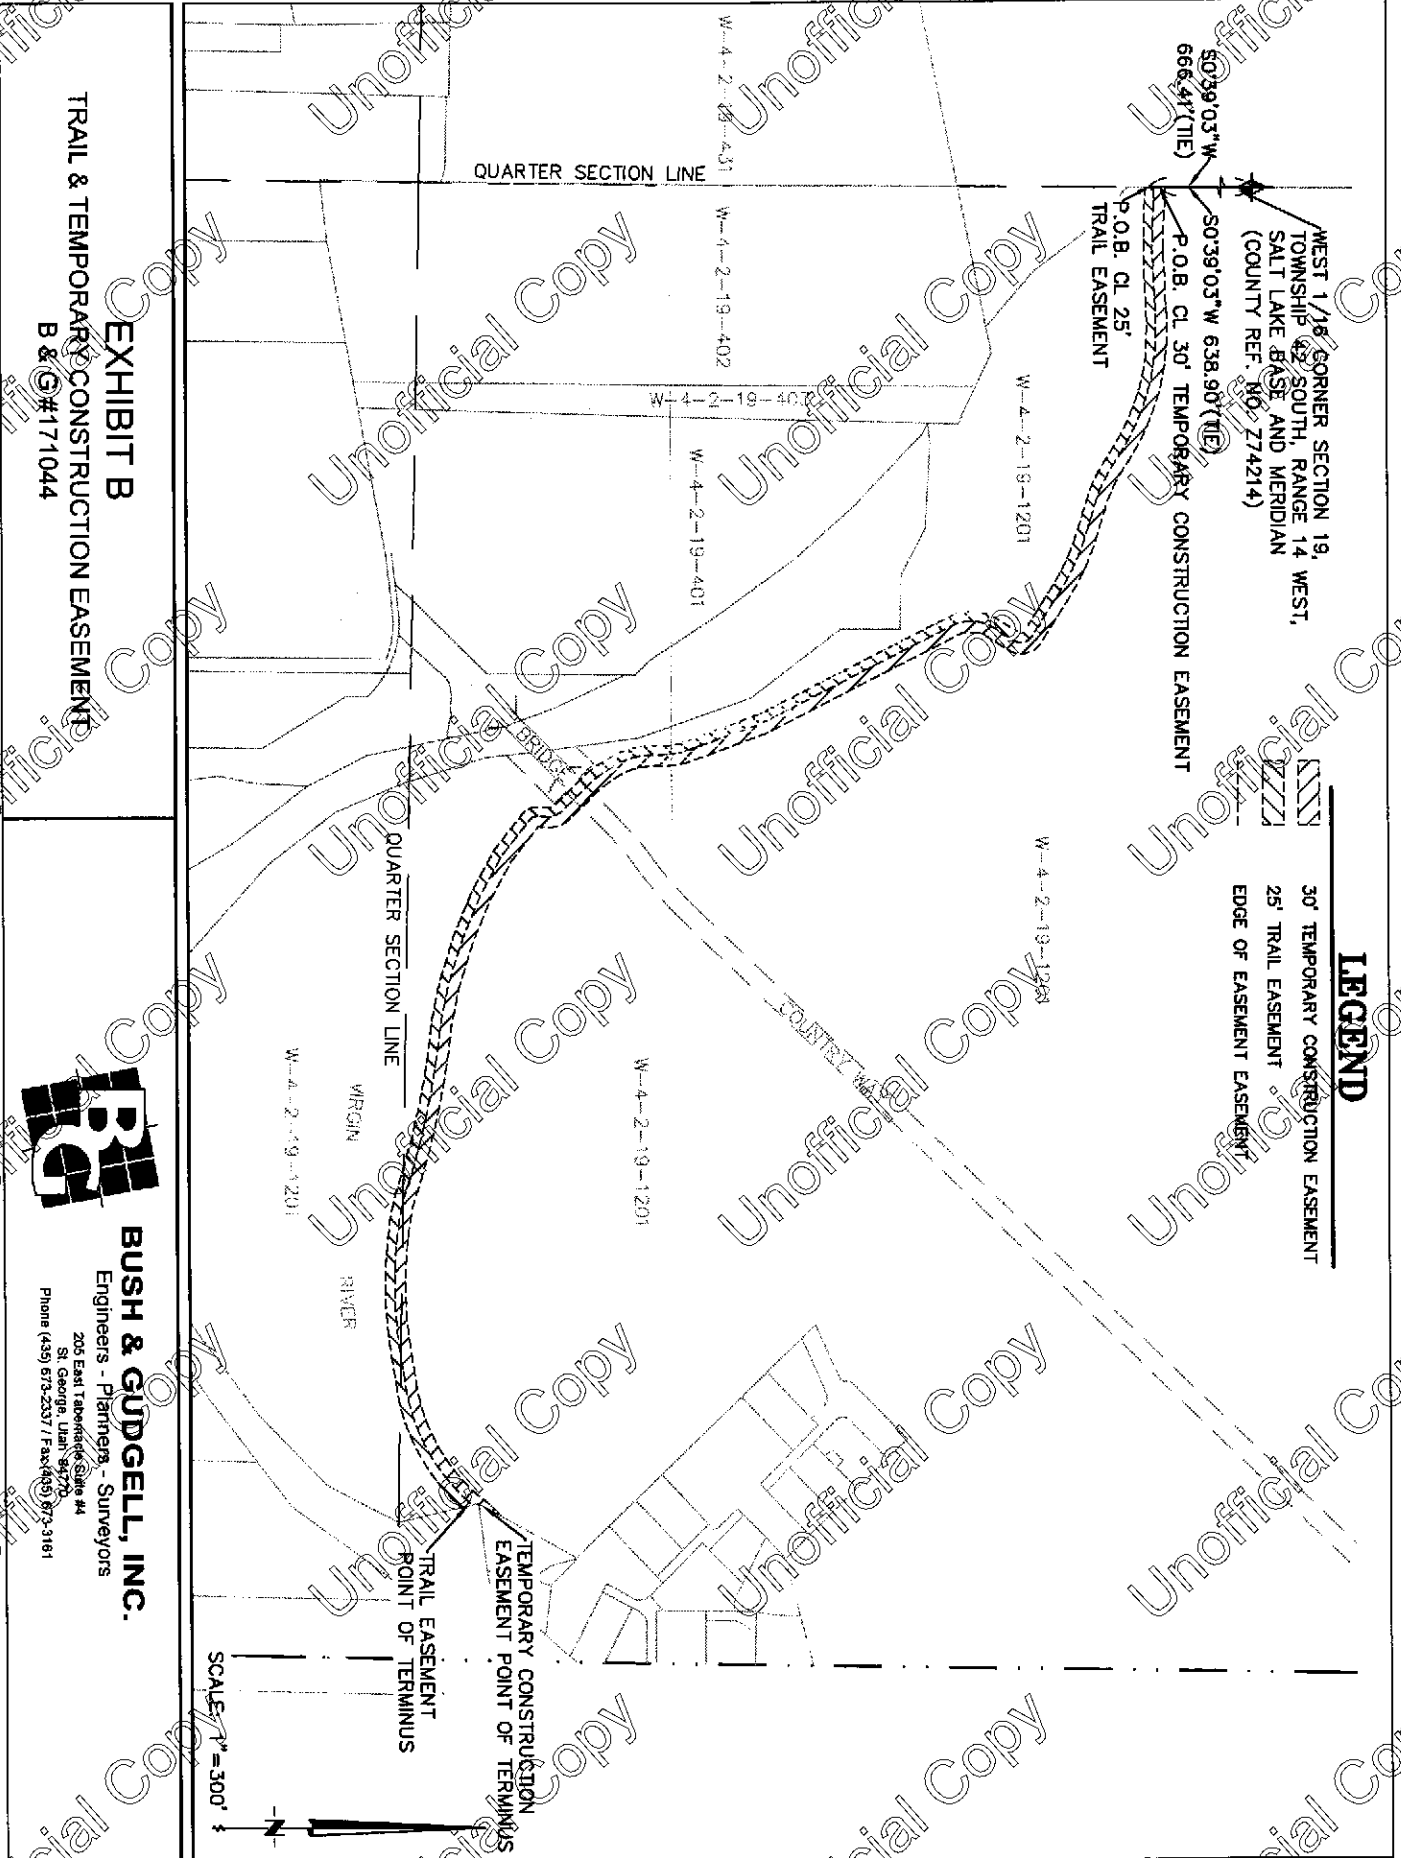 WEST 1/16 CORNER SECTION 19,
TOWNSHIP 42 SOUTH, RANGE 14 WEST,
SALT LAKE BASE AND MERIDIAN
(COUNTY REF. NO. 274214)
S0°39'03"W
666.41'(TIE)
S0°39'03"W 638.90'(TIE)
P.O.B. CL 30' TEMPORARY CONSTRUCTION EASEMENT
P.O.B. CL 25'
TRAIL EASEMENT
LEGEND
30' TEMPORARY CONSTRUCTION EASEMENT
25' TRAIL EASEMENT
EDGE OF EASEMENT EASEMENT
QUARTER SECTION LINE
W-4-2-19-431
W-4-2-19-402
W-4-2-19-1201
W-4-2-19-401
W-4-2-19-1201
BRIDGE
COUNTRY WAY
QUARTER SECTION LINE
W-4-2-19-1201
W-4-2-19-1201
VIRGIN
RIVER
TEMPORARY CONSTRUCTION
EASEMENT POINT OF TERMINUS
TRAIL EASEMENT
POINT OF TERMINUS
SCALE: 1"=300'
N
EXHIBIT B
TRAIL & TEMPORARY CONSTRUCTION EASEMENT
B & G #171044
BG
BUSH & GUDGELL, INC.
Engineers - Planners - Surveyors
205 East Tabernacle Suite #4
St. George, Utah 84770
Phone (435) 673-2337 / Fax (435) 673-3161
Unofficial Copy